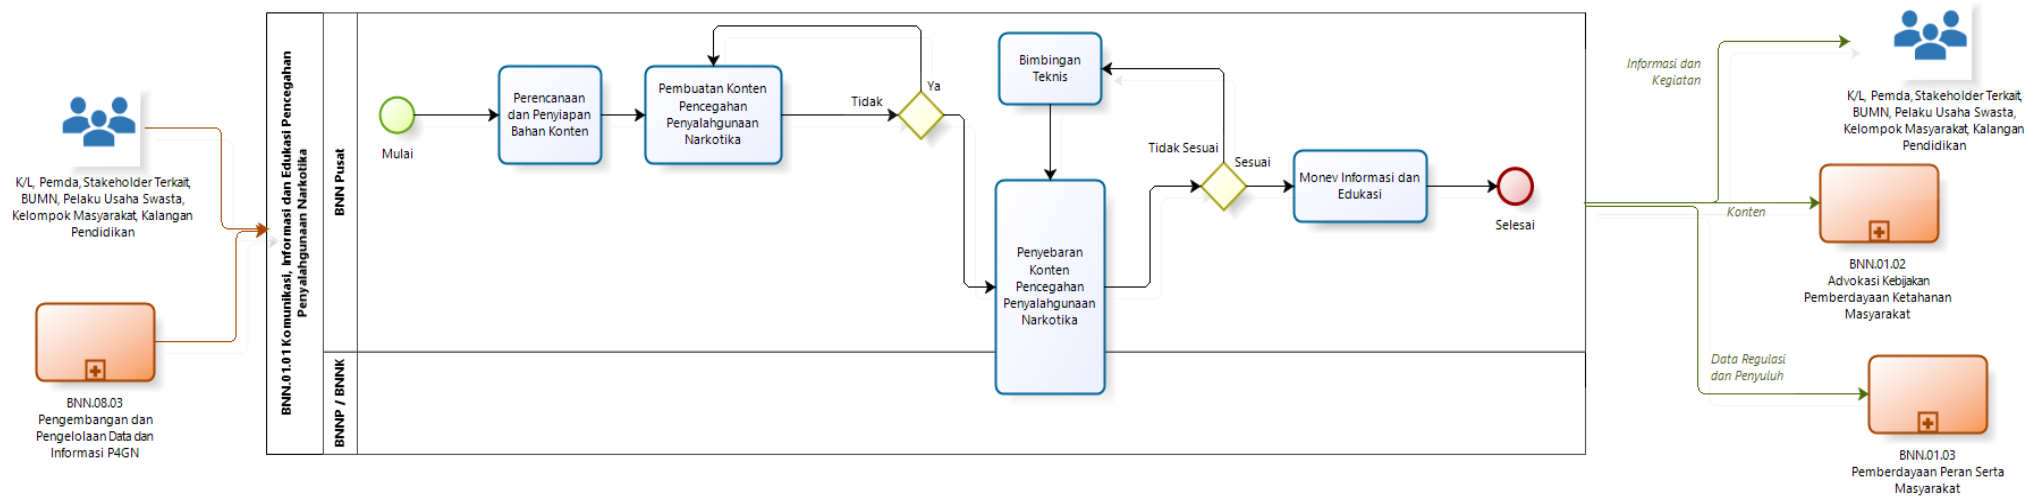 K/L, Pemda, Stakeholder Terkait,
BUMN, Pelaku Usaha Swasta,
Kelompok Masyarakat, Kalangan
Pendidikan
BNN.08.03
Pengembangan dan
Pengelolaan Data dan
Informasi P4GN
BNN.01.01 Komunikasi, Informasi dan Edukasi Pencegahan
Penyalahgunaan Narkotika
BNN Pusat
BNNP / BNNK
Mulai
Perencanaan
dan Penyiapan
Bahan Konten
Pembuatan Konten
Pencegahan
Penyalahgunaan
Narkotika
Tidak
Ya
Bimbingan
Teknis
Penyebaran
Konten
Pencegahan
Penyalahgunaan
Narkotika
Tidak Sesuai
Sesuai
Monev Informasi dan
Edukasi
Selesai
Informasi dan
Kegiatan
Konten
Data Regulasi
dan Penyuluh
K/L, Pemda, Stakeholder Terkait,
BUMN, Pelaku Usaha Swasta,
Kelompok Masyarakat, Kalangan
Pendidikan
BNN.01.02
Advokasi Kebijakan
Pemberdayaan Ketahanan
Masyarakat
BNN.01.03
Pemberdayaan Peran Serta
Masyarakat